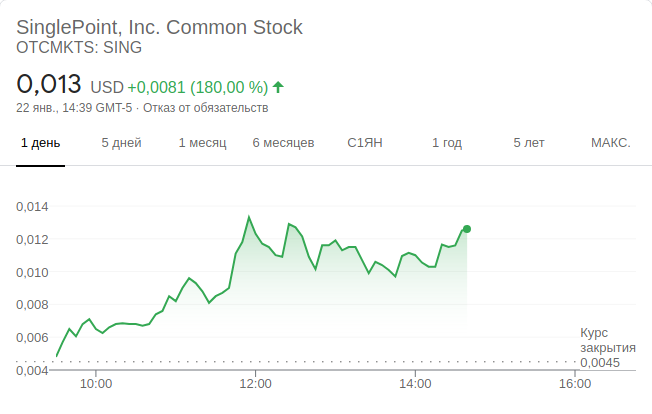 SinglePoint, Inc. Common Stock
OTCMKTS: SING
0,013 USD +0,0081 (180,00 %)
22 янв., 14:39 GMT-5 · Отказ от обязательств
1 день 5 дней 1 месяц 6 месяцев С1ЯН 1 год 5 лет МАКС.
0,014
0,012
0,010
0,008
0,006
Курс
закрытия
0,0045
0,004
10:00 12:00 14:00 16:00